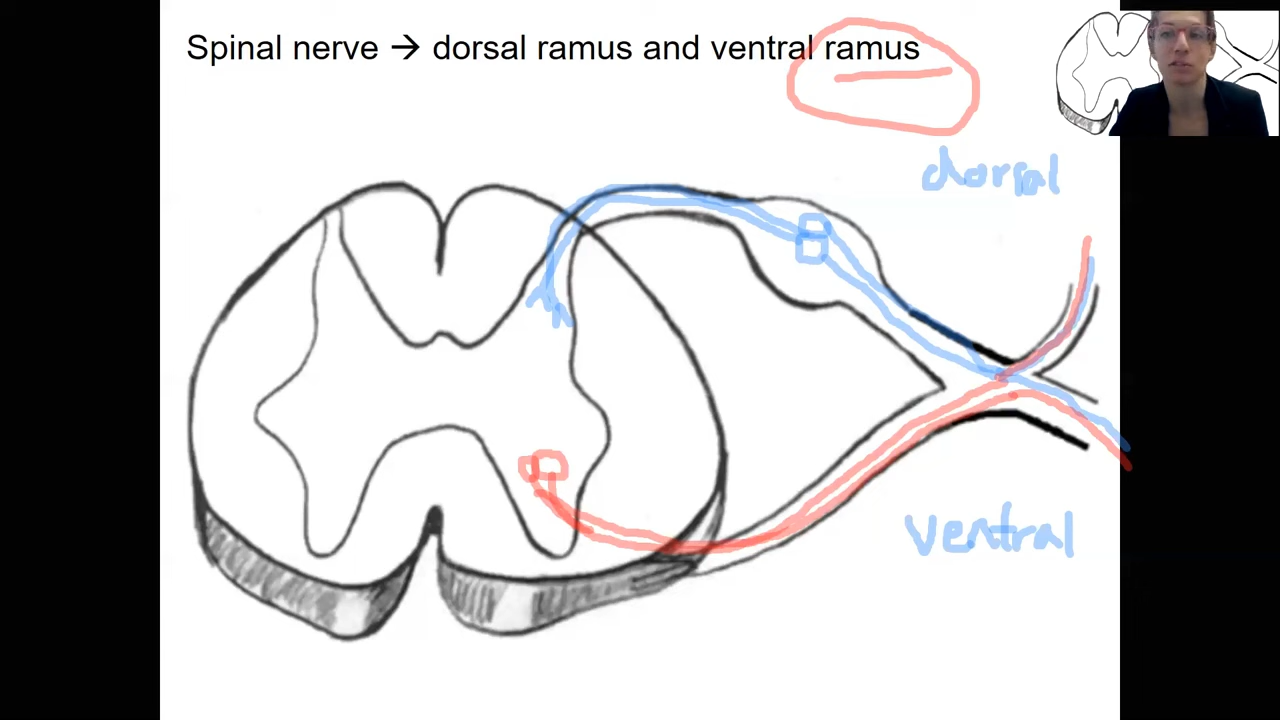 Spinal nerve → dorsal ramus and ventral ramus
dorsal
ventral